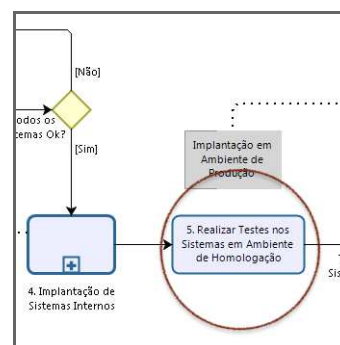 [Não]
odos os
temas Ok?
[Sim]
Implantação em
Ambiente de
Produção
5. Realizar Testes nos
Sistemas em Ambiente
de Homologação
4. Implantação de
Sistemas Internos
Sis